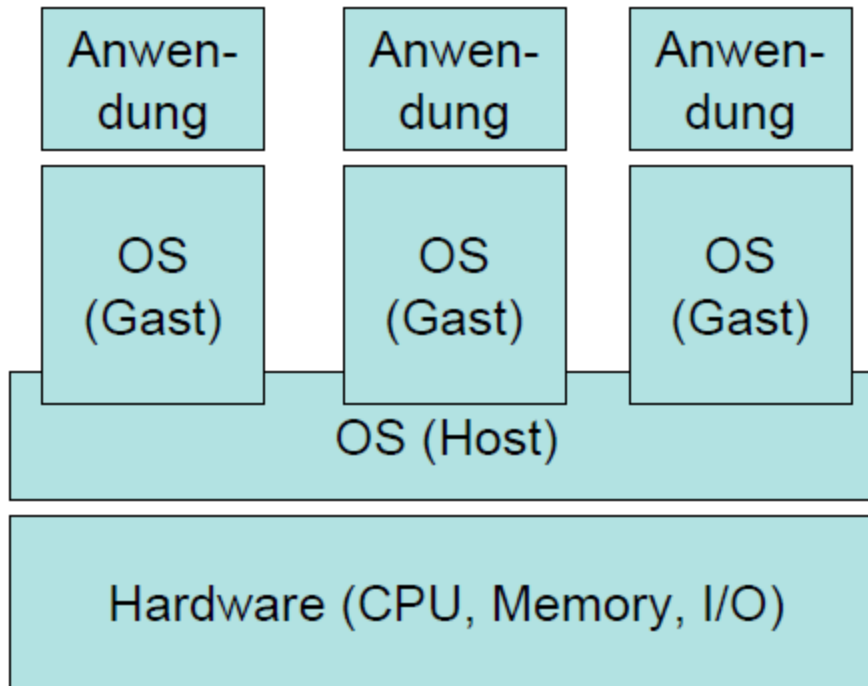 Anwen-
dung
Anwen-
dung
Anwen-
dung
OS
(Gast)
OS
(Gast)
OS
(Gast)
OS (Host)
Hardware (CPU, Memory, I/O)